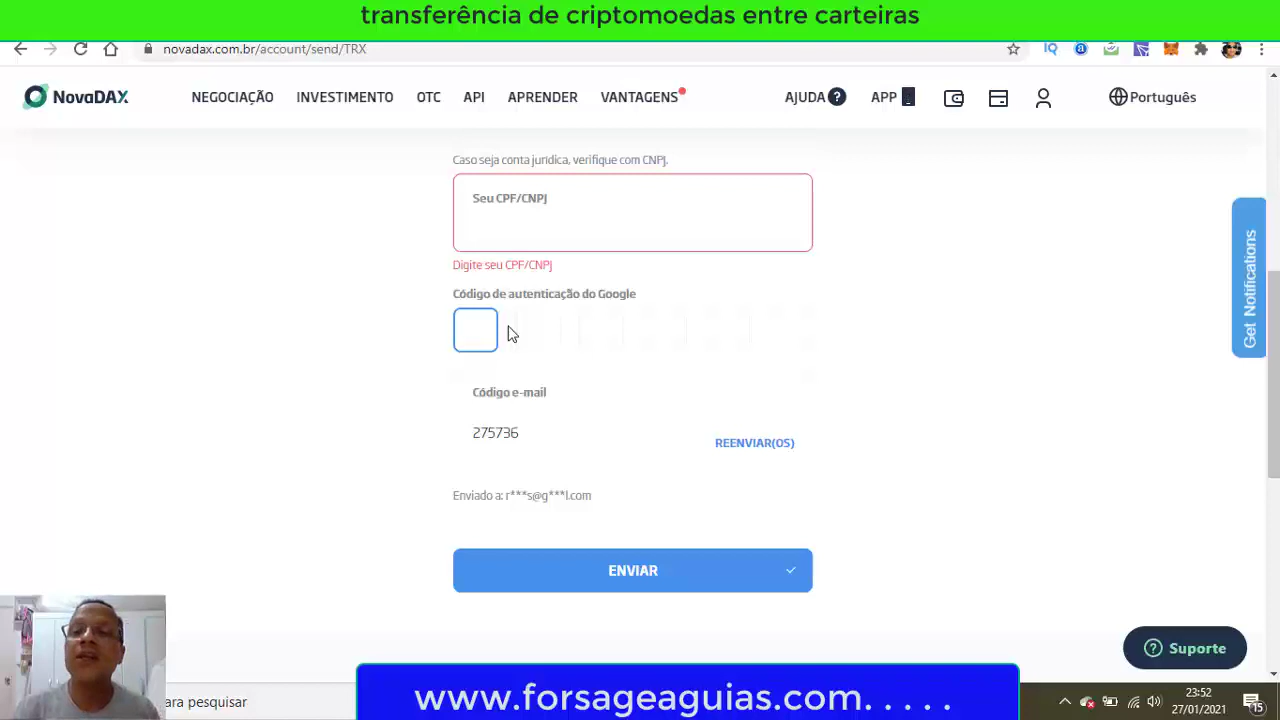 transferência de criptomoedas entre carteiras
novadax.com.br/account/send/TRX
NovaDAX
NEGOCIAÇÃO INVESTIMENTO OTC API APRENDER VANTAGENS AJUDA ? APP Português
Caso seja conta jurídica, verifique com CNPJ.
Seu CPF/CNPJ
Digite seu CPF/CNPJ
Código de autenticação do Google
Código e-mail
275736
REENVIAR(OS)
Enviado a: r***s@g***l.com
ENVIAR
Get Notifications
? Suporte
www.forsageaguias.com. . . . .
ara pesquisar
23:52
27/01/2021
15